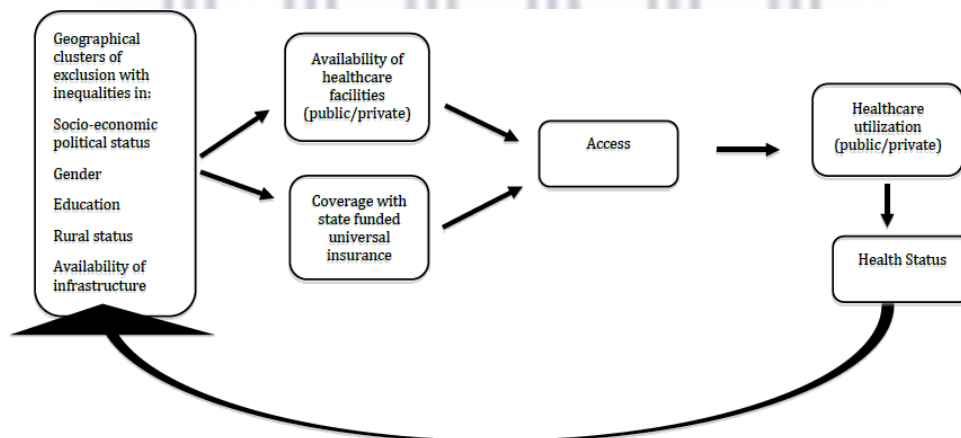 Geographical
clusters of
exclusion with
inequalities in:
Socio-economic
political status
Gender
Education
Rural status
Availability of
infrastructure
Availability of
healthcare
facilities
(public/private)
Coverage with
state funded
universal
insurance
Access
Healthcare
utilization
(public/private)
Health Status